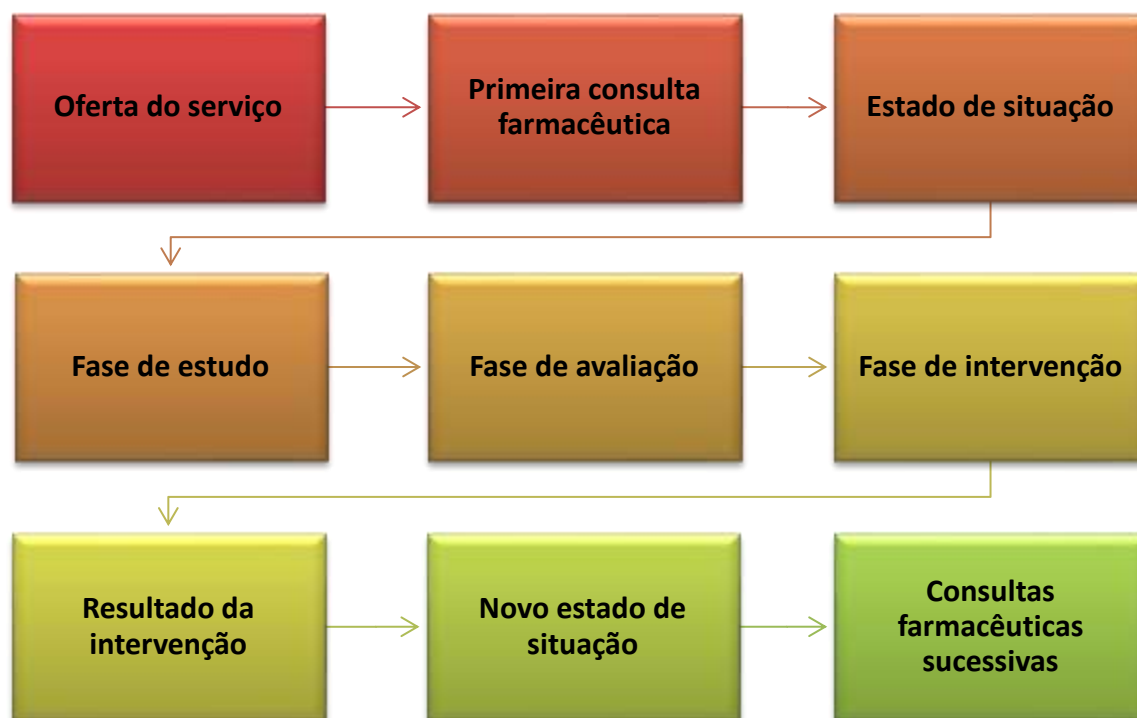 Oferta do serviço
Primeira consulta
farmacêutica
Estado de situação
Fase de estudo
Fase de avaliação
Fase de intervenção
Resultado da
intervenção
Novo estado de
situação
Consultas
farmacêuticas
sucessivas